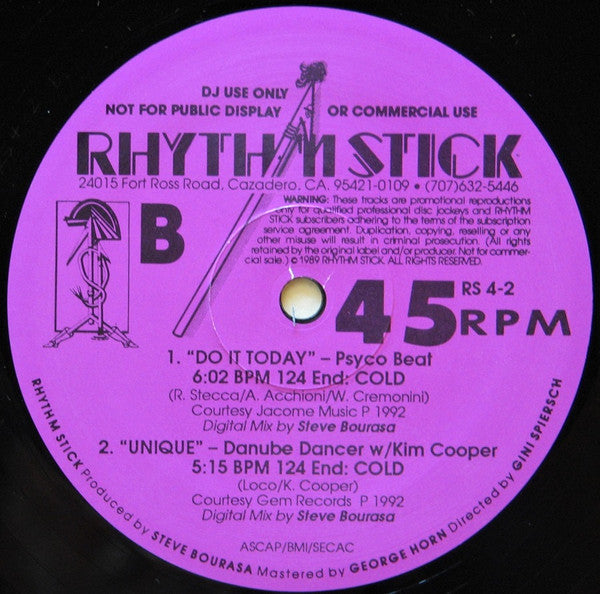 DJ USE ONLY
NOT FOR PUBLIC DISPLAY OR COMMERCIAL USE
RHYTHM STICK
24015 Fort Ross Road, Cazadero, CA. 95421-0109 • (707)632-5446
WARNING: These tracks are promotional reproductions
only for qualified professional disc jockeys and RHYTHM
STICK subscribers adhering to the terms of the subscription
service agreement. Duplication, copying, reselling or any
other misuse will result in criminal prosecution. (All rights
retained by the original label and/or producer. Not for commer-
cial sale.) © 1989 RHYTHM STICK. ALL RIGHTS RESERVED.
B
45 RPM
RS 4-2
1. "DO IT TODAY" – Psyco Beat
6:02 BPM 124 End: COLD
(R. Stecca/A. Acchioni/W. Cremonini)
Courtesy Jacome Music P 1992
Digital Mix by Steve Bourasa
2. "UNIQUE" – Danube Dancer w/Kim Cooper
5:15 BPM 124 End: COLD
(Loco/K. Cooper)
Courtesy Gem Records P 1992
Digital Mix by Steve Bourasa
ASCAP/BMI/SECAC
RHYTHM STICK Produced by STEVE BOURASA Mastered by GEORGE HORN Directed by GINI SPIERSCH